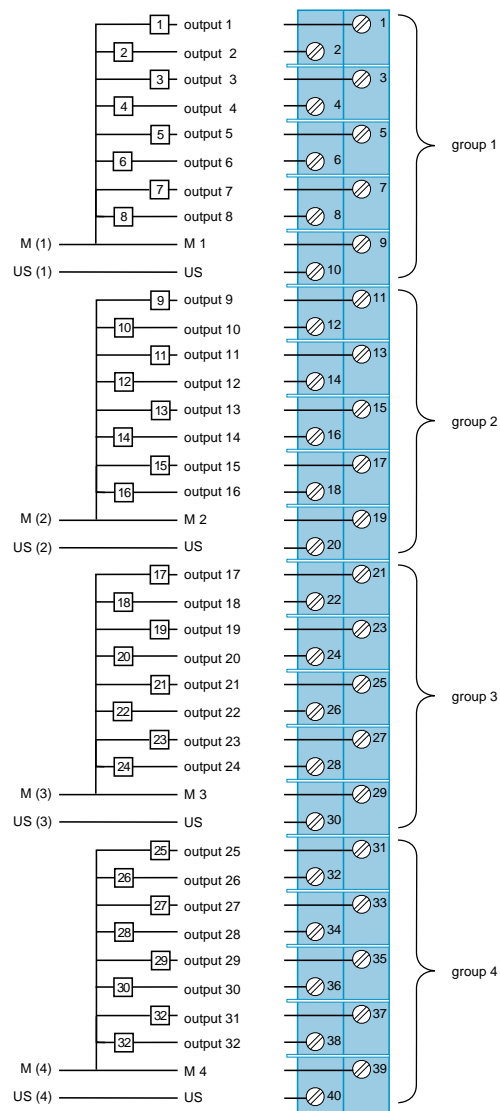 1 output 1 1
2 output 2 2
3 output 3 3
4 output 4 4
5 output 5 5
group 1
6 output 6 6
7 output 7 7
8 output 8 8
M (1) M 1 9
US (1) US 10
9 output 9 11
10 output 10 12
11 output 11 13
12 output 12 14
13 output 13 15
group 2
14 output 14 16
15 output 15 17
16 output 16 18
M (2) M 2 19
US (2) US 20
17 output 17 21
18 output 18 22
19 output 19 23
20 output 20 24
21 output 21 25
group 3
22 output 22 26
23 output 23 27
24 output 24 28
M (3) M 3 29
US (3) US 30
25 output 25 31
26 output 26 32
27 output 27 33
28 output 28 34
29 output 29 35
group 4
30 output 30 36
32 output 31 37
32 output 32 38
M (4) M 4 39
US (4) US 40